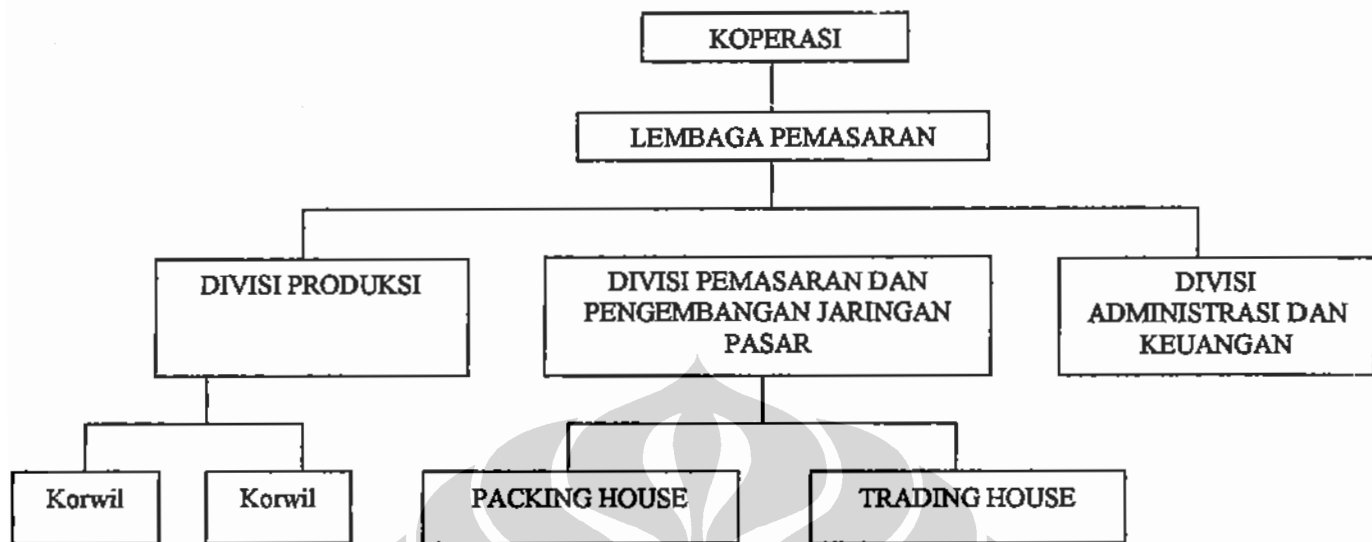 KOPERASI
LEMBAGA PEMASARAN
DIVISI PRODUKSI
DIVISI PEMASARAN DAN
PENGEMBANGAN JARINGAN
PASAR
DIVISI
ADMINISTRASI DAN
KEUANGAN
Korwil
Korwil
PACKING HOUSE
TRADING HOUSE